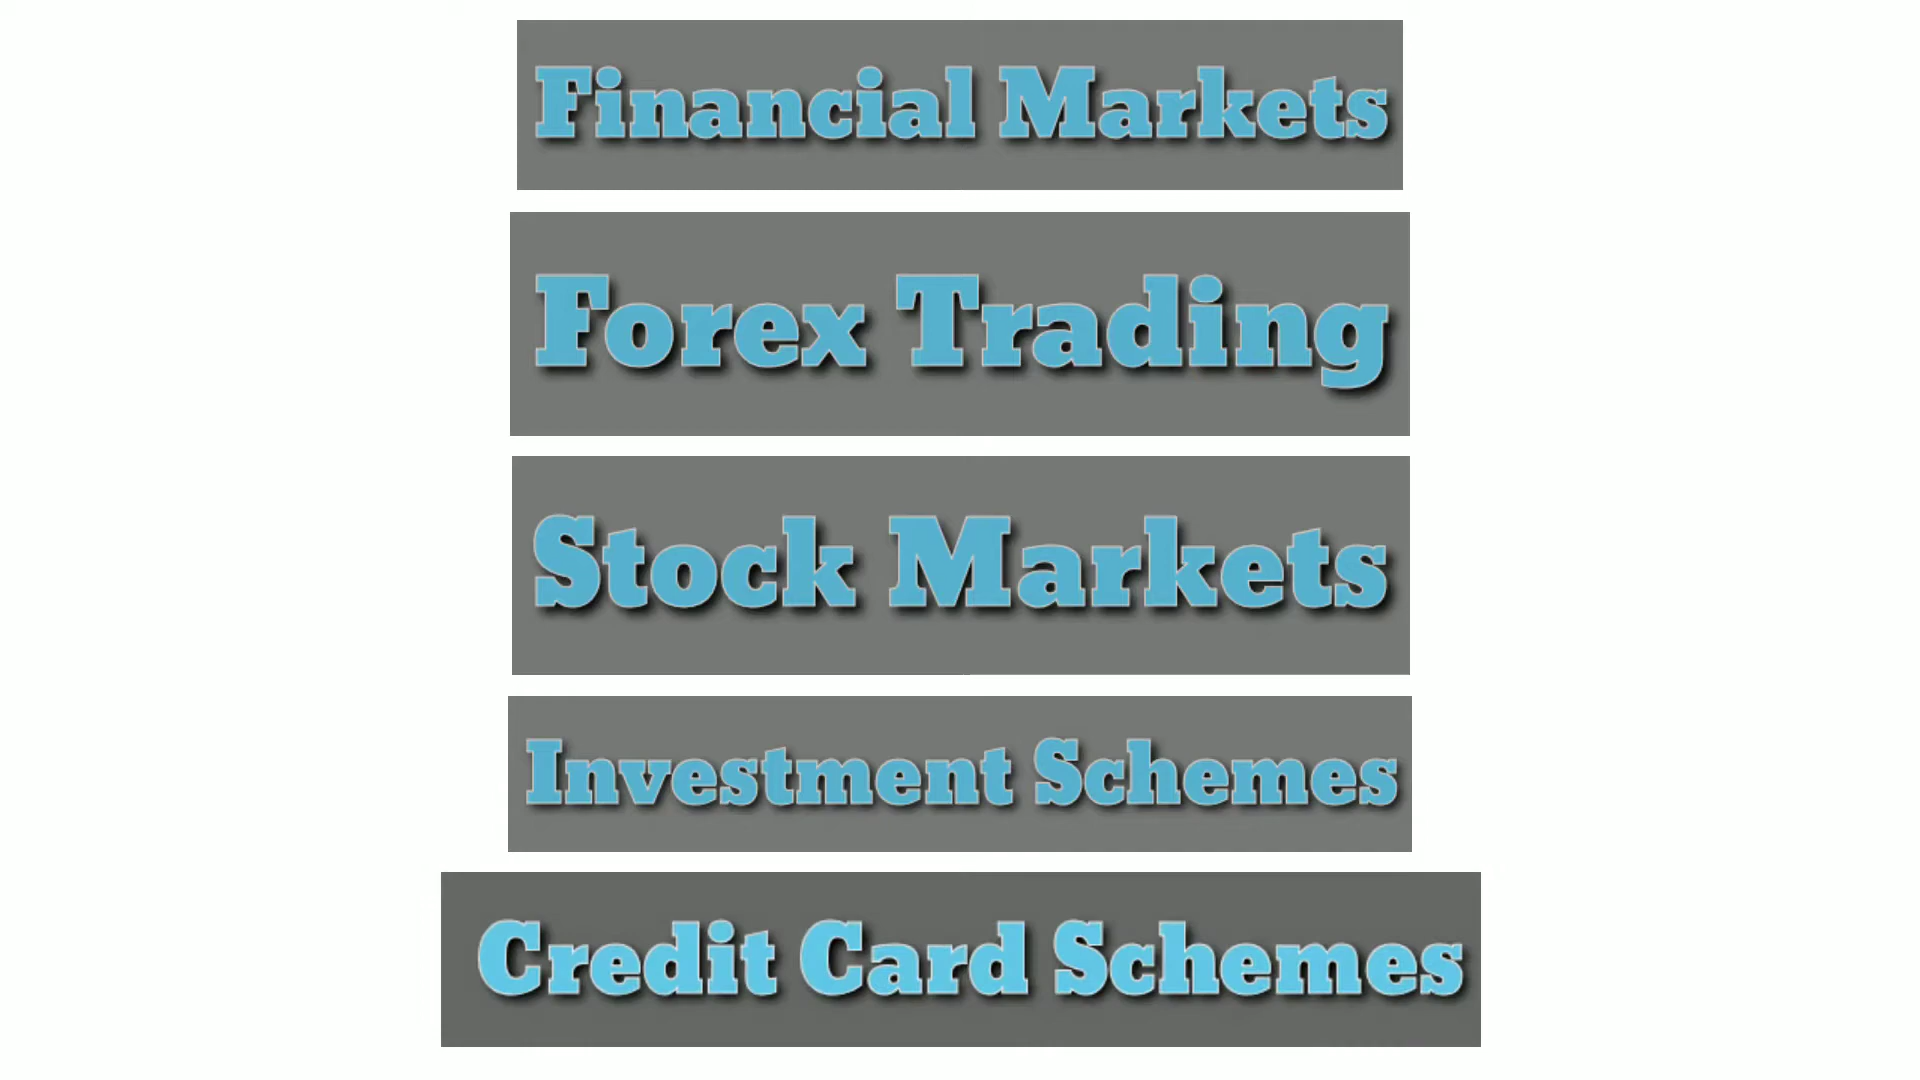 Financial Markets
Forex Trading
Stock Markets
Investment Schemes
Credit Card Schemes